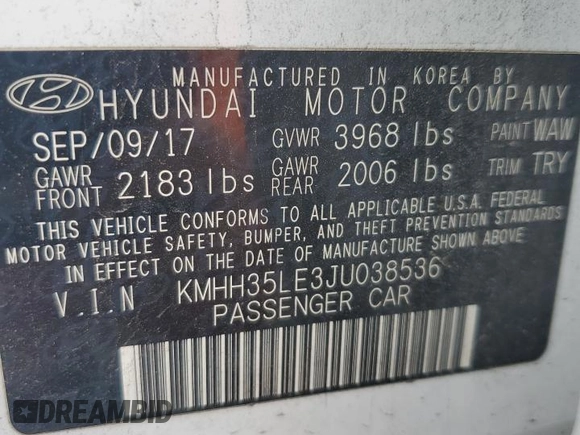 MANUFACTURED IN KOREA BY
HYUNDAI MOTOR COMPANY
SEP/09/17 GVWR 3968 lbs PAINT WAW
GAWR FRONT 2183 lbs GAWR REAR 2006 lbs TRIM TRY
THIS VEHICLE CONFORMS TO ALL APPLICABLE U.S.A. FEDERAL
MOTOR VEHICLE SAFETY, BUMPER, AND THEFT PREVENTION STANDARDS
IN EFFECT ON THE DATE OF MANUFACTURE SHOWN ABOVE
V.I.N KMHH35LE3JU038536
PASSENGER CAR
DREAMBID